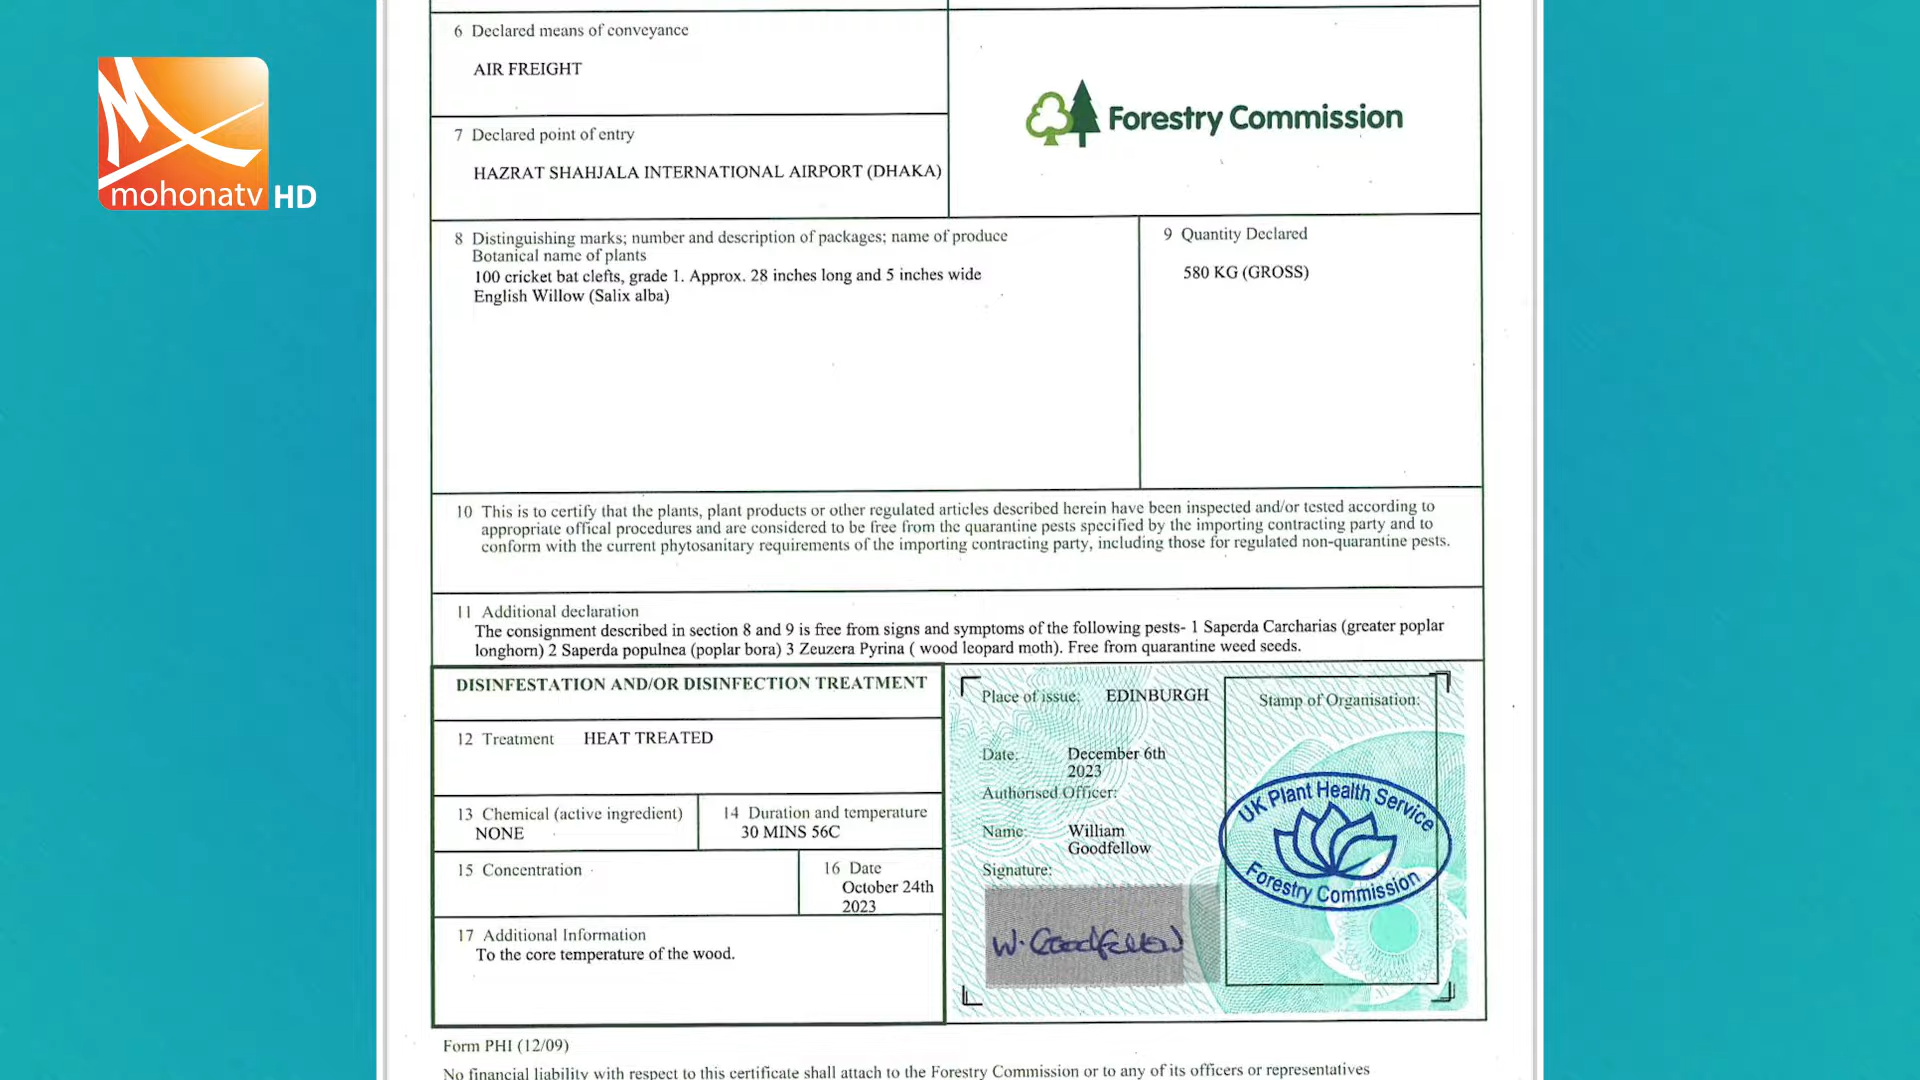 6 Declared means of conveyance
AIR FREIGHT
Forestry Commission
7 Declared point of entry
HAZRAT SHAHJALA INTERNATIONAL AIRPORT (DHAKA)
mohonatv HD
8 Distinguishing marks; number and description of packages; name of produce
Botanical name of plants
100 cricket bat clefts, grade 1. Approx. 28 inches long and 5 inches wide
English Willow (Salix alba)
9 Quantity Declared
580 KG (GROSS)
10 This is to certify that the plants, plant products or other regulated articles described herein have been inspected and/or tested according to
appropriate offical procedures and are considered to be free from the quarantine pests specified by the importing contracting party and to
conform with the current phytosanitary requirements of the importing contracting party, including those for regulated non-quarantine pests.
11 Additional declaration
The consignment described in section 8 and 9 is free from signs and symptoms of the following pests- 1 Saperda Carcharias (greater poplar
longhorn) 2 Saperda populnea (poplar bora) 3 Zeuzera Pyrina ( wood leopard moth). Free from quarantine weed seeds.
DISINFESTATION AND/OR DISINFECTION TREATMENT
12 Treatment HEAT TREATED
13 Chemical (active ingredient)
NONE
14 Duration and temperature
30 MINS 56C
15 Concentration
16 Date
October 24th
2023
17 Additional Information
To the core temperature of the wood.
Place of issue: EDINBURGH
Date: December 6th
2023
Authorised Officer:
Name: William
Goodfellow
Signature:
W. Goodfellow
Stamp of Organisation:
UK Plant Health Service
Forestry Commission
Form PHI (12/09)
No financial liability with respect to this certificate shall attach to the Forestry Commission or to any of its officers or representatives